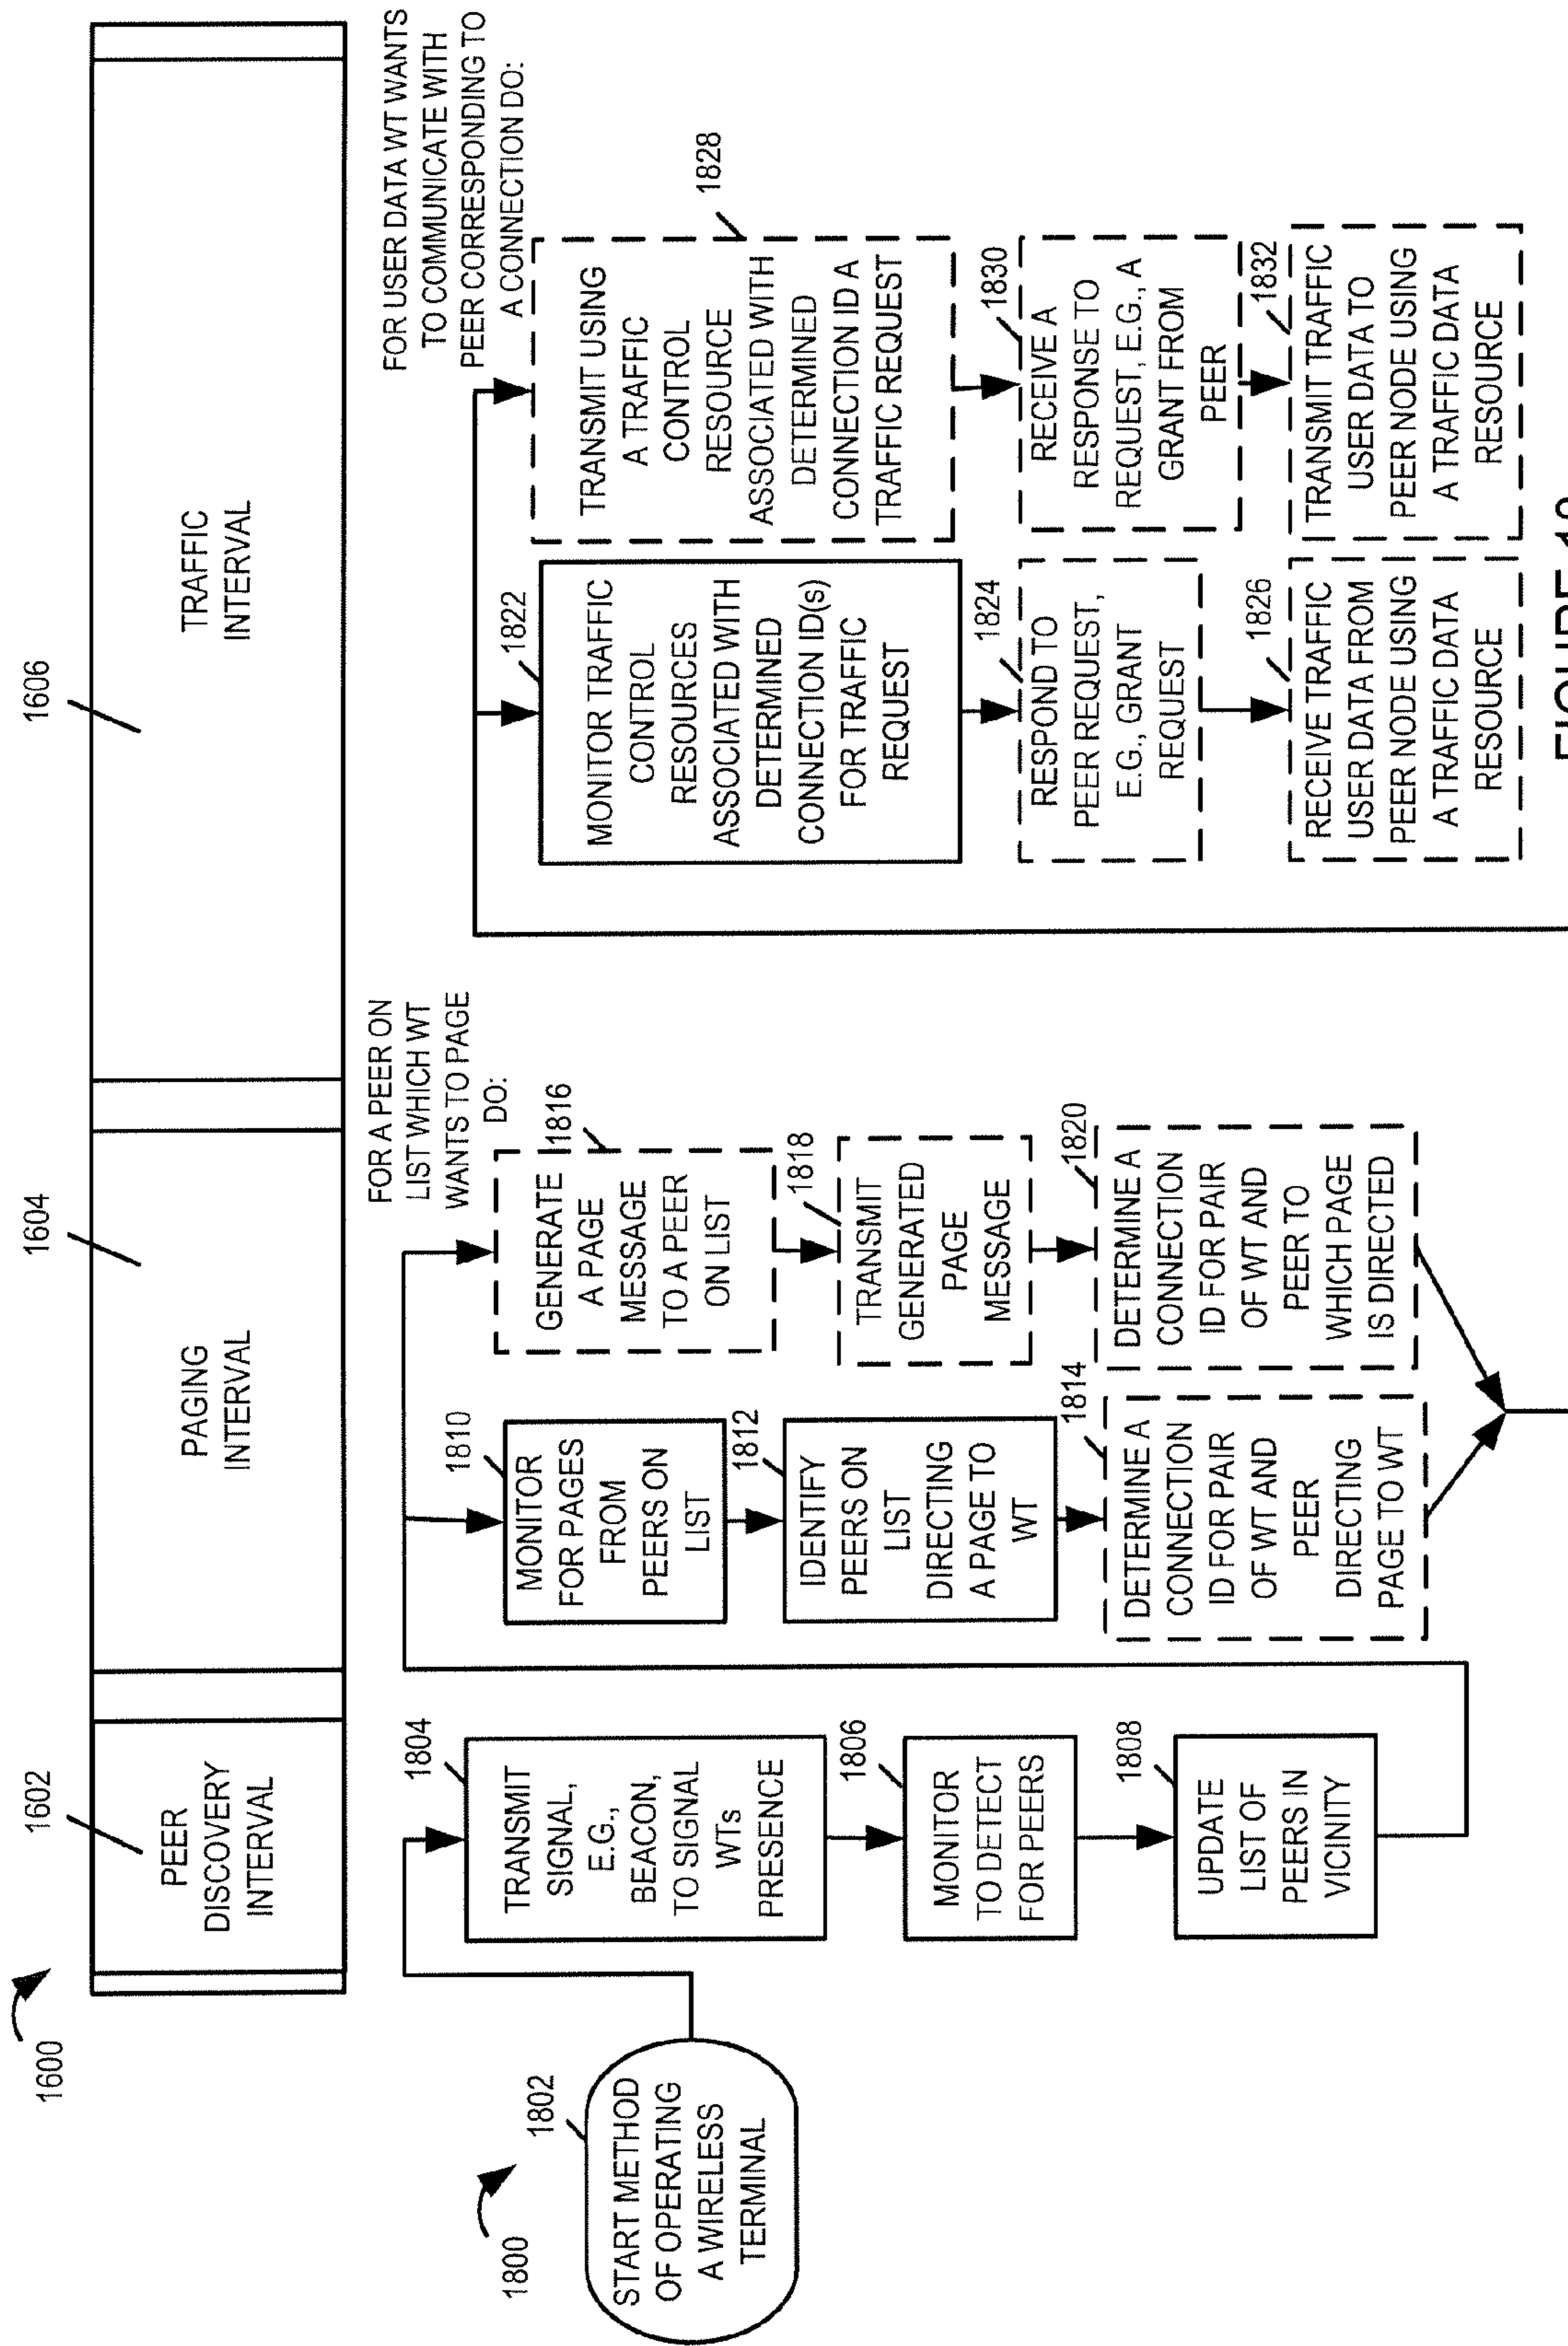 1600
1602
PEER
DISCOVERY
INTERVAL
1604
PAGING
INTERVAL
1606
TRAFFIC
INTERVAL
1800
1802
START METHOD
OF OPERATING
A WIRELESS
TERMINAL
1804
TRANSMIT
SIGNAL,
E.G.,
BEACON,
TO SIGNAL
WTs
PRESENCE
1806
MONITOR
TO DETECT
FOR PEERS
1808
UPDATE
LIST OF
PEERS IN
VICINITY
1810
MONITOR
FOR PAGES
FROM
PEERS ON
LIST
1812
IDENTIFY
PEERS ON
LIST
DIRECTING
A PAGE TO
WT
1814
DETERMINE A
CONNECTION
ID FOR PAIR
OF WT AND
PEER
DIRECTING
PAGE TO WT
FOR A PEER ON
LIST WHICH WT
WANTS TO PAGE
DO:
1816
GENERATE
A PAGE
MESSAGE
TO A PEER
ON LIST
1818
TRANSMIT
GENERATED
PAGE
MESSAGE
1820
DETERMINE A
CONNECTION
ID FOR PAIR
OF WT AND
PEER TO
WHICH PAGE
IS DIRECTED
1822
MONITOR TRAFFIC
CONTROL
RESOURCES
ASSOCIATED WITH
DETERMINED
CONNECTION ID(s)
FOR TRAFFIC
REQUEST
1824
RESPOND TO
PEER REQUEST,
E.G., GRANT
REQUEST
1826
RECEIVE TRAFFIC
USER DATA FROM
PEER NODE USING
A TRAFFIC DATA
RESOURCE
FOR USER DATA WT WANTS
TO COMMUNICATE WITH
PEER CORRESPONDING TO
A CONNECTION DO:
1828
TRANSMIT USING
A TRAFFIC
CONTROL
RESOURCE
ASSOCIATED WITH
DETERMINED
CONNECTION ID A
TRAFFIC REQUEST
1830
RECEIVE A
RESPONSE TO
REQUEST, E.G., A
GRANT FROM
PEER
1832
TRANSMIT TRAFFIC
USER DATA TO
PEER NODE USING
A TRAFFIC DATA
RESOURCE